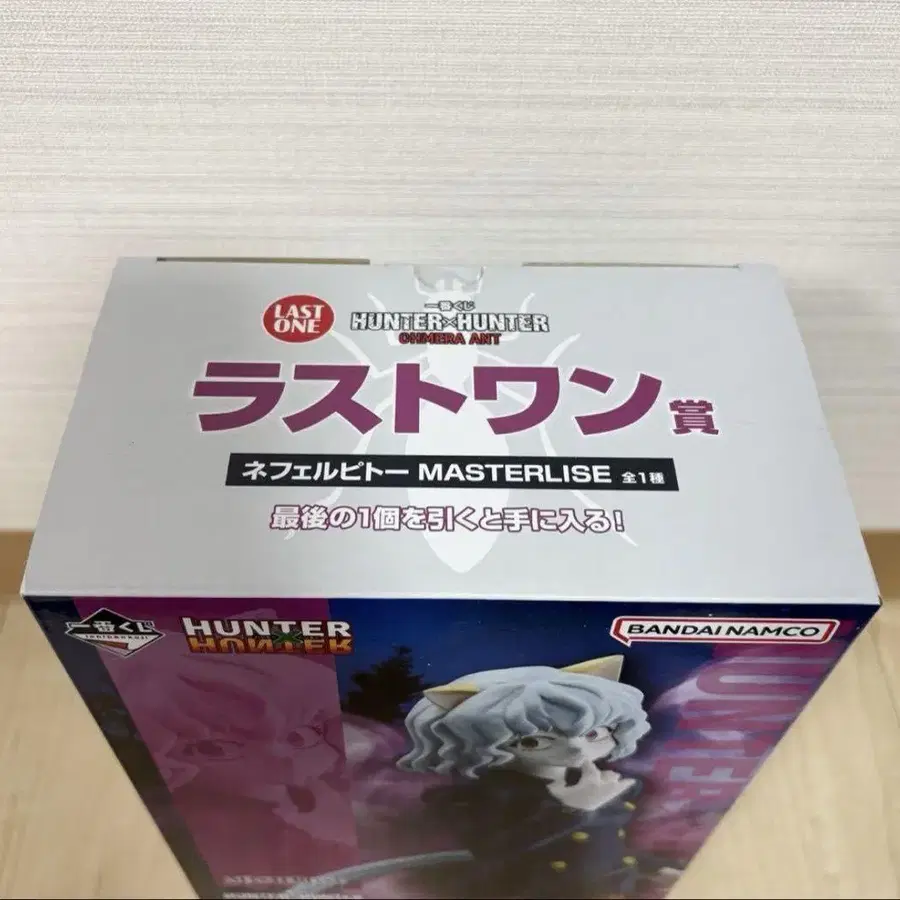 LAST
ONE
一番くじ
HUNTER×HUNTER
CHIMERA ANT
ラストワン賞
ネフェルピトー MASTERLISE 全1種
最後の1個を引くと手に入る!
一番くじ
ichibankuji
HUNTER
HUNTER
BANDAI NAMCO